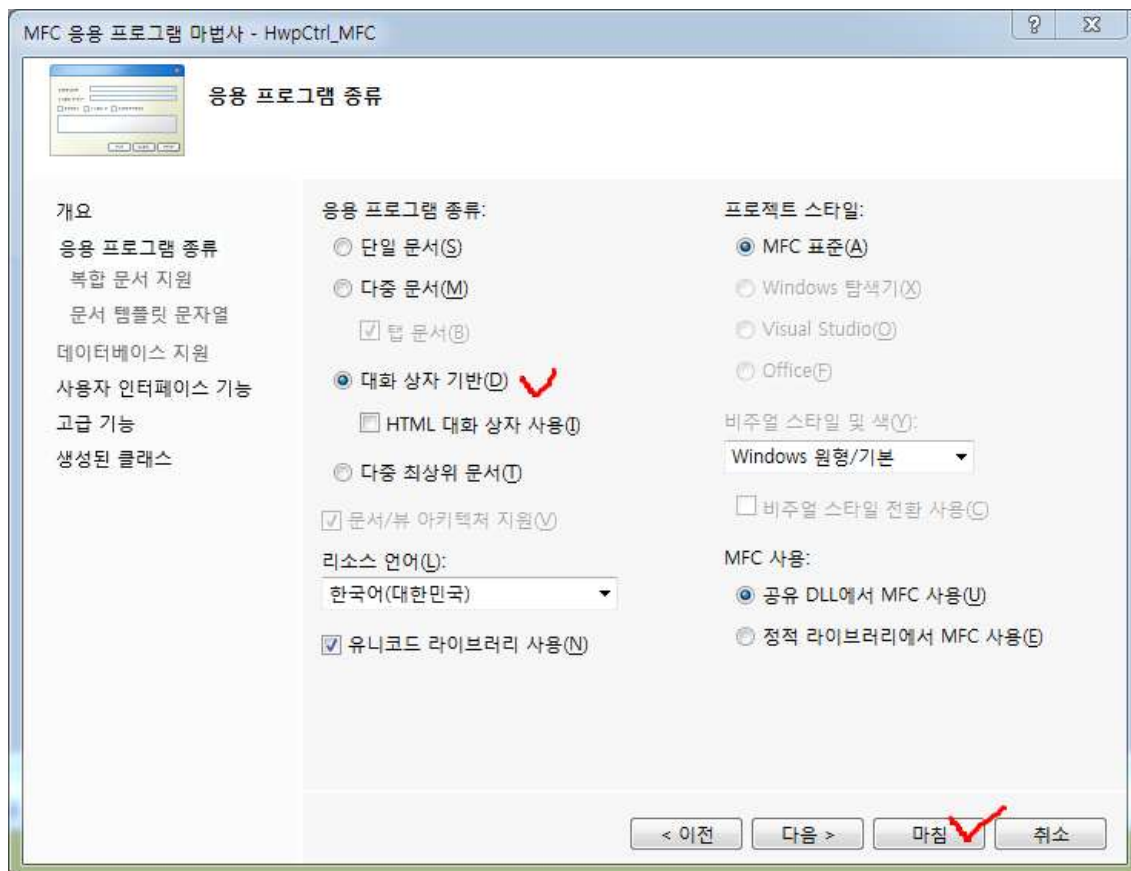 MFC 응용 프로그램 마법사 - HwpCtrl_MFC
응용 프로그램 종류
개요
응용 프로그램 종류
복합 문서 지원
문서 템플릿 문자열
데이터베이스 지원
사용자 인터페이스 기능
고급 기능
생성된 클래스
응용 프로그램 종류:
단일 문서(S)
다중 문서(M)
탭 문서(B)
대화 상자 기반(D)
HTML 대화 상자 사용(I)
다중 최상위 문서(T)
문서/뷰 아키텍처 지원(V)
리소스 언어(L):
한국어(대한민국)
유니코드 라이브러리 사용(N)
프로젝트 스타일:
MFC 표준(A)
Windows 탐색기(X)
Visual Studio(O)
Office(F)
비주얼 스타일 및 색(Y):
Windows 원형/기본
비주얼 스타일 전환 사용(C)
MFC 사용:
공유 DLL에서 MFC 사용(U)
정적 라이브러리에서 MFC 사용(E)
< 이전
다음 >
마침
취소